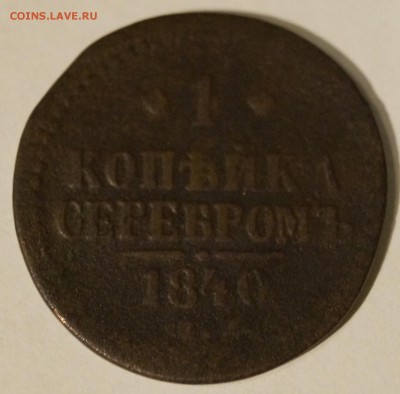 COINS.LAVE.RU
1
КОПѢЙКА
СЕРЕБРОМЪ
1840